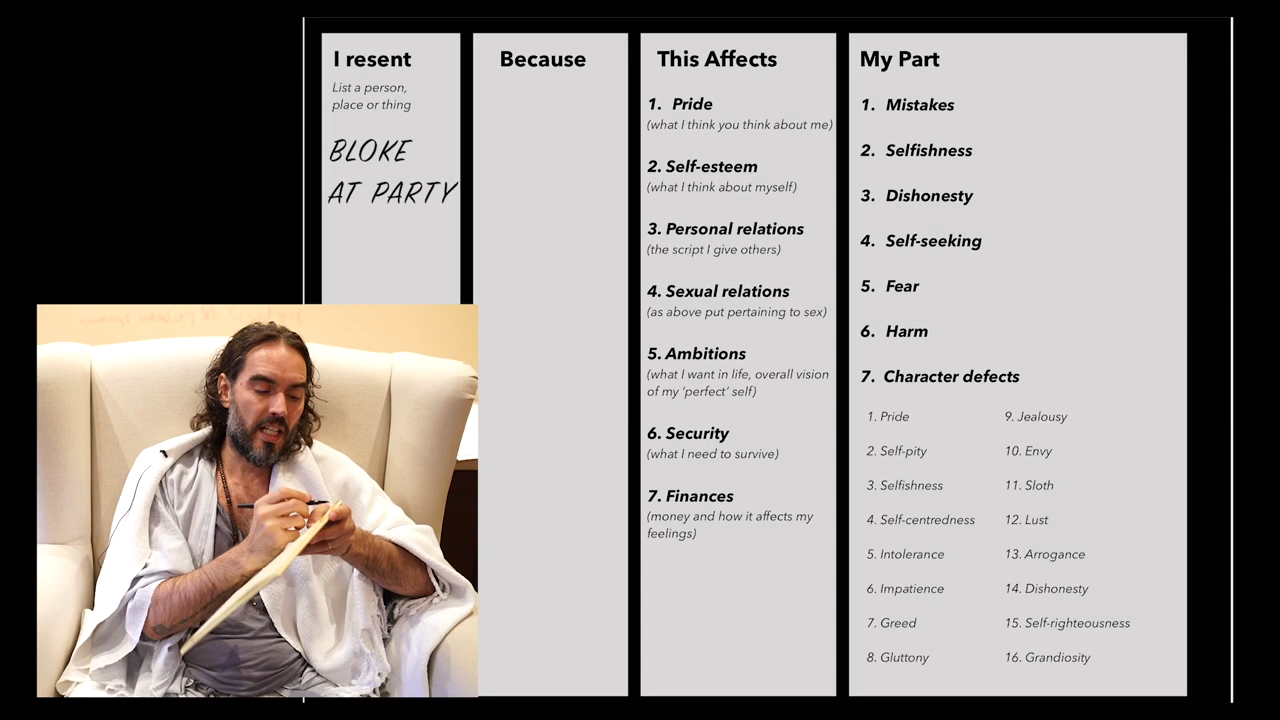 I resent
List a person,
place or thing
BLOKE
AT PARTY
Because
This Affects
1. Pride
(what I think you think about me)
2. Self-esteem
(what I think about myself)
3. Personal relations
(the script I give others)
4. Sexual relations
(as above put pertaining to sex)
5. Ambitions
(what I want in life, overall vision
of my ‘perfect’ self)
6. Security
(what I need to survive)
7. Finances
(money and how it affects my
feelings)
My Part
1. Mistakes
2. Selfishness
3. Dishonesty
4. Self-seeking
5. Fear
6. Harm
7. Character defects
1. Pride
2. Self-pity
3. Selfishness
4. Self-centredness
5. Intolerance
6. Impatience
7. Greed
8. Gluttony
9. Jealousy
10. Envy
11. Sloth
12. Lust
13. Arrogance
14. Dishonesty
15. Self-righteousness
16. Grandiosity